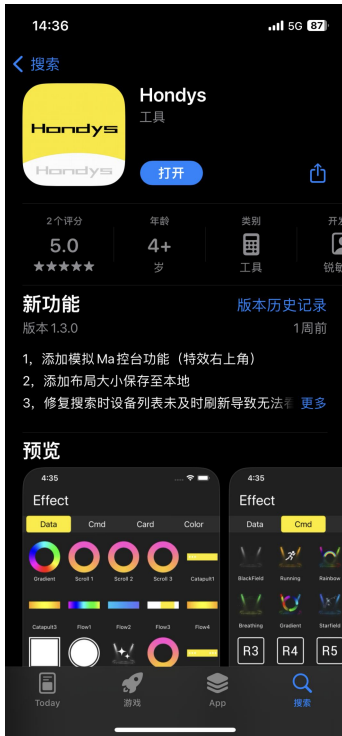 14:36
5G 87
搜索
Hondys
Hondys
Hondys
工具
打开
2个评分 年龄 类别
5.0 4+
岁 工具
新功能 版本历史记录
版本1.3.0 1周前
1，添加模拟Ma控台功能（特效右上角）
2，添加布局大小保存至本地
3，修复搜索时设备列表未及时刷新导致无法 更多
预览
4:35 4:35
Effect Effect
Data Cmd Card Color Data Cmd
Gradient Scroll 1 Scroll 2 Scroll 3 Catapult1 BlackField Running Rainbow
Catapult3 Flow1 Flow2 Flow3 Flow4 Breathing Gradient Starfield
R3 R4 R5
Today 游戏 App 搜索